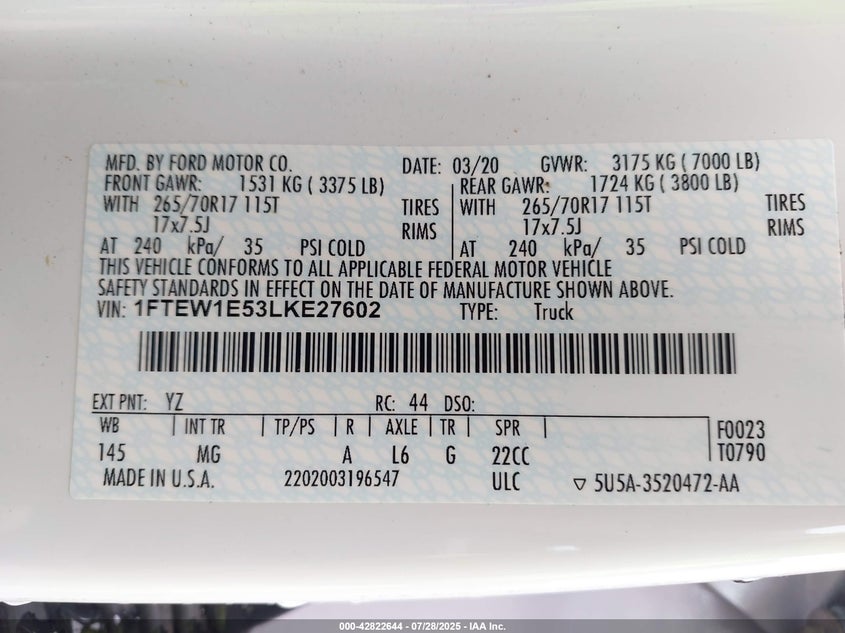 MFD. BY FORD MOTOR CO. DATE: 03/20 GVWR: 3175 KG ( 7000 LB)
FRONT GAWR: 1531 KG ( 3375 LB) REAR GAWR: 1724 KG ( 3800 LB)
WITH 265/70R17 115T TIRES WITH 265/70R17 115T TIRES
17x7.5J RIMS 17x7.5J RIMS
AT 240 kPa/ 35 PSI COLD AT 240 kPa/ 35 PSI COLD
THIS VEHICLE CONFORMS TO ALL APPLICABLE FEDERAL MOTOR VEHICLE
SAFETY STANDARDS IN EFFECT ON THE DATE OF MANUFACTURE SHOWN ABOVE.
VIN: 1FTEW1E53LKE27602 TYPE: Truck
EXT PNT: YZ RC: 44 DSO:
WB INT TR TP/PS R AXLE TR SPR F0023
145 MG A L6 G 22CC T0790
MADE IN U.S.A. 2202003196547 ULC ▽ 5U5A-3520472-AA
000-42822644 / 07/28/2025 - IAA Inc.